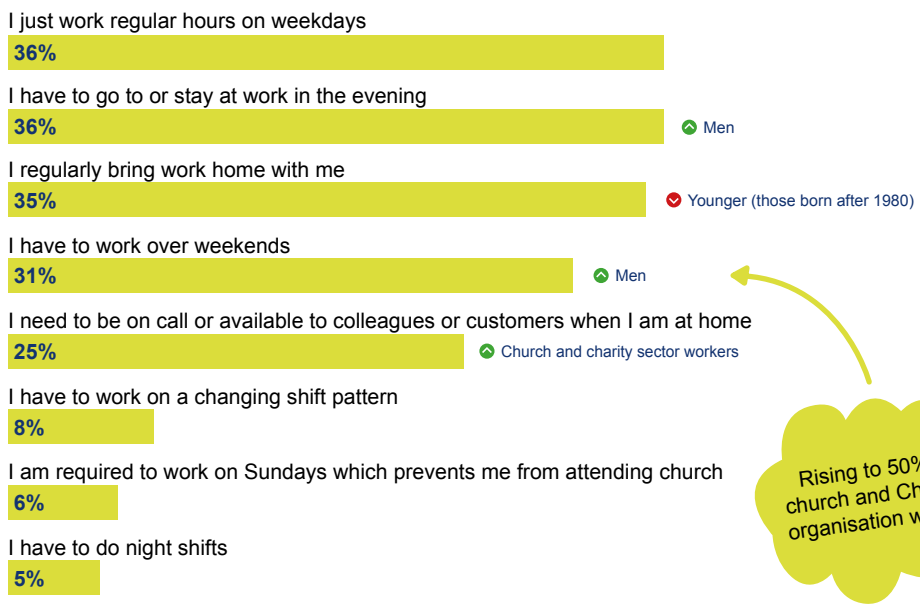 I just work regular hours on weekdays
36%
I have to go to or stay at work in the evening
36%
Men
I regularly bring work home with me
35%
Younger (those born after 1980)
I have to work over weekends
31%
Men
I need to be on call or available to colleagues or customers when I am at home
25%
Church and charity sector workers
I have to work on a changing shift pattern
8%
I am required to work on Sundays which prevents me from attending church
6%
I have to do night shifts
5%
Rising to 50%
church and
organisation